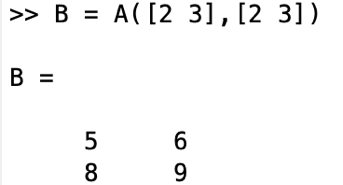 >> B = A([2 3],[2 3])
B =
5 6
8 9